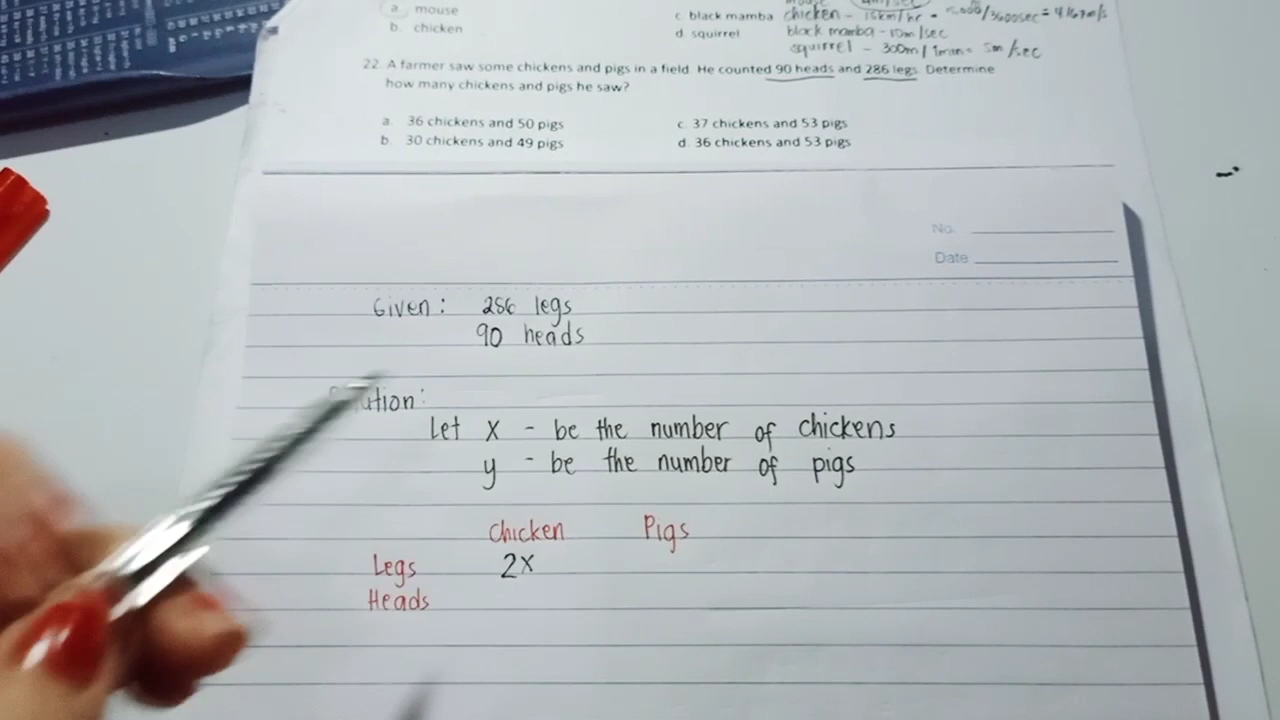 a. mouse
b. chicken
c. black mamba
d. squirrel
chicken - 15km/hr =
black mamba - 10m/sec
squirrel - 300m/1min = 5m/sec
22. A farmer saw some chickens and pigs in a field. He counted 90 heads and 286 legs. Determine
how many chickens and pigs he saw?
a. 36 chickens and 50 pigs
b. 30 chickens and 49 pigs
c. 37 chickens and 53 pigs
d. 36 chickens and 53 pigs
No.
Date
Given: 286 legs
90 heads
Let x - be the number of chickens
y - be the number of pigs
Chicken Pigs
Legs 2x
Heads